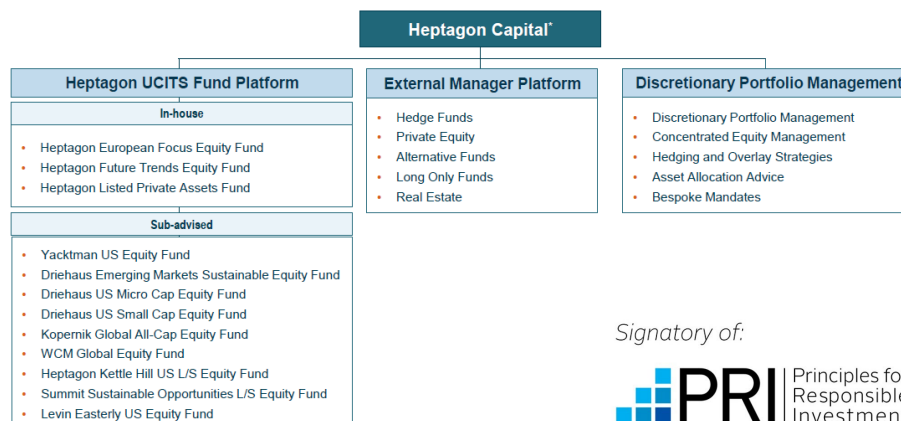 Heptagon Capital*
Heptagon UCITS Fund Platform
In-house
• Heptagon European Focus Equity Fund
• Heptagon Future Trends Equity Fund
• Heptagon Listed Private Assets Fund
Sub-advised
• Yacktman US Equity Fund
• Driehaus Emerging Markets Sustainable Equity Fund
• Driehaus US Micro Cap Equity Fund
• Driehaus US Small Cap Equity Fund
• Kopernik Global All-Cap Equity Fund
• WCM Global Equity Fund
• Heptagon Kettle Hill US L/S Equity Fund
• Summit Sustainable Opportunities L/S Equity Fund
• Levin Easterly US Equity Fund
External Manager Platform
• Hedge Funds
• Private Equity
• Alternative Funds
• Long Only Funds
• Real Estate
Discretionary Portfolio Management
• Discretionary Portfolio Management
• Concentrated Equity Management
• Hedging and Overlay Strategies
• Asset Allocation Advice
• Bespoke Mandates
Signatory of:
PRI
Principles fo
Responsible
Investmen